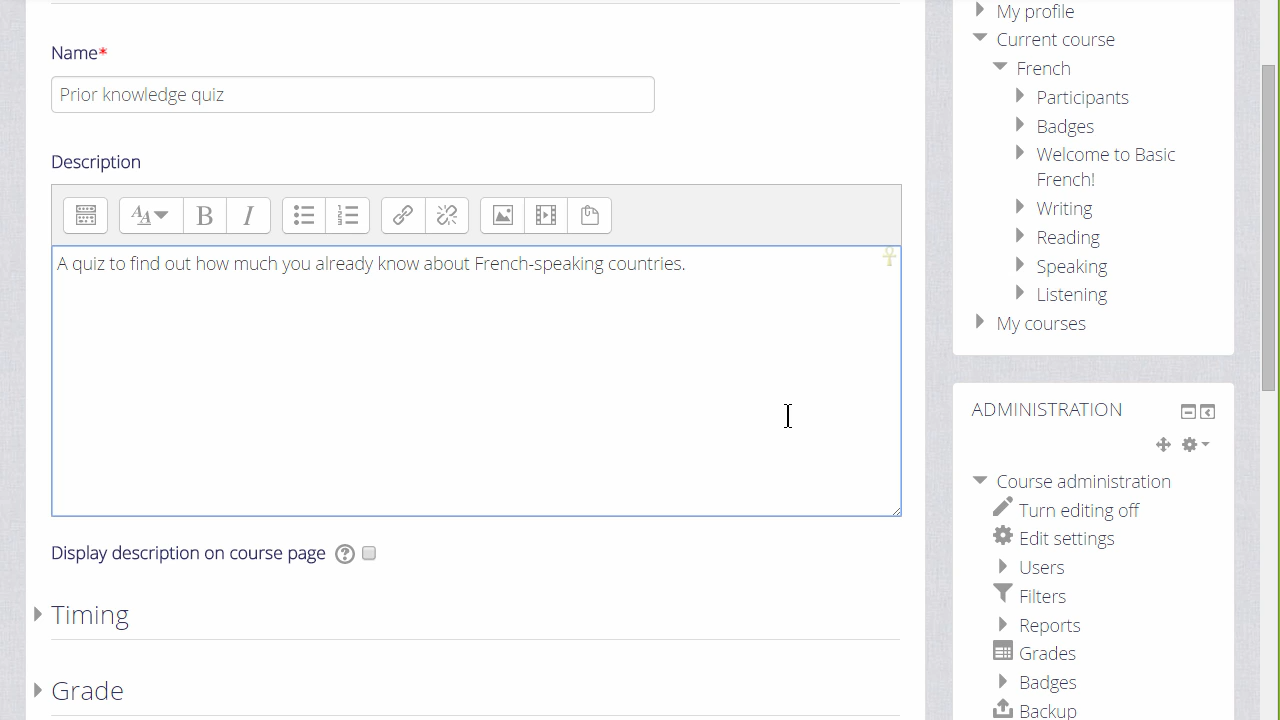 Name*
Prior knowledge quiz
Description
A quiz to find out how much you already know about French-speaking countries.
Display description on course page
Timing
Grade
My profile
Current course
French
Participants
Badges
Welcome to Basic
French!
Writing
Reading
Speaking
Listening
My courses
ADMINISTRATION
Course administration
Turn editing off
Edit settings
Users
Filters
Reports
Grades
Badges
Backup